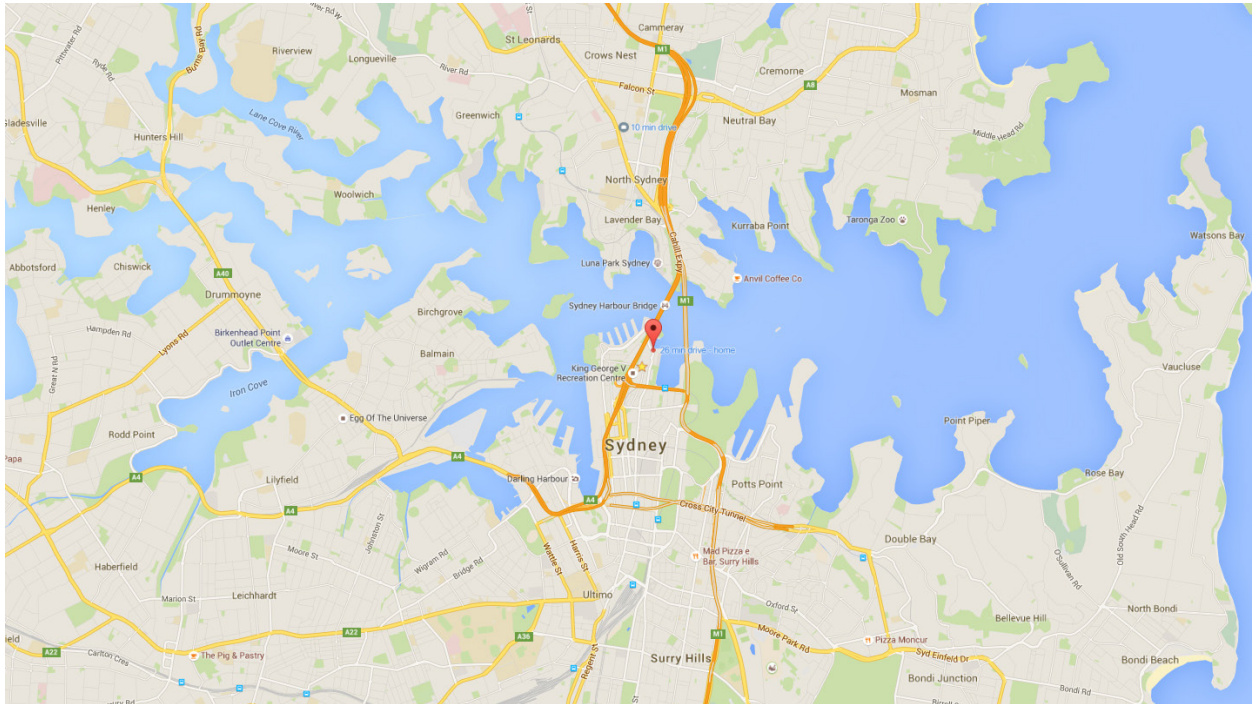 Cammeray
St Leonards
Crows Nest
M1
Riverview
Longueville
River Rd
Pittwater Rd
Ryde Rd
Burns Bay Rd
Cremorne
A8
Mosman
Falcon St
Neutral Bay
Middle Head Rd
Lane Cove River
Greenwich
10 min drive
Hunters Hill
Woolwich
North Sydney
Henley
Lavender Bay
Kurraba Point
Taronga Zoo
Watsons Bay
Cahill Expy
Abbotsford
Chiswick
A40
Drummoyne
Luna Park Sydney
Anvil Coffee Co
Sydney Harbour Bridge
M1
Birchgrove
Hampden Rd
Lyons Rd
Birkenhead Point
Outlet Centre
Balmain
26 min drive - home
King George V
Recreation Centre
Great N Rd
Iron Cove
Vaucluse
Egg Of The Universe
Rodd Point
Point Piper
Sydney
A4
Papa
A4
Lilyfield
Darling Harbour
Potts Point
Rose Bay
A4
A4
Cross City Tunnel
Johnston St
Moore St
Wigram Rd
Bridge Rd
Wattle St
Harris St
Mad Pizza e
Bar, Surry Hills
Double Bay
O'Sullivan Rd
Old South Head Rd
Haberfield
Marion St
Leichhardt
Ultimo
Oxford St
Bellevue Hill
North Bondi
A22
A36
M1
Moore Park Rd
Pizza Moncur
Syd Einfeld Dr
A22
Carlton Cres
The Pig & Pastry
Regent St
Surry Hills
Bondi Beach
Bondi Junction
Bondi Rd